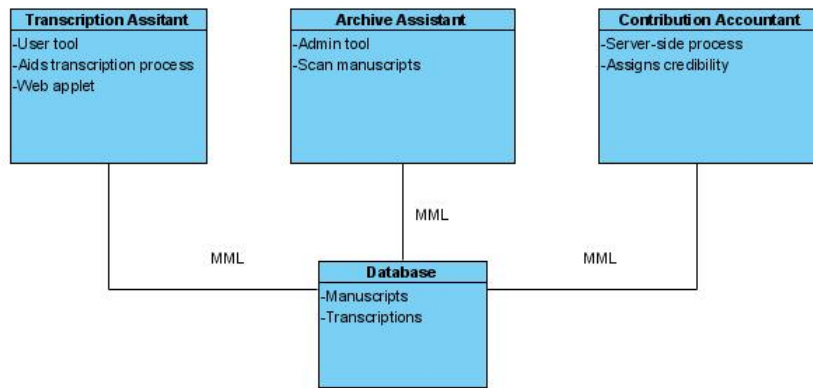 Transcription Assitant
-User tool
-Aids transcription process
-Web applet
Archive Assistant
-Admin tool
-Scan manuscripts
Contribution Accountant
-Server-side process
-Assigns credibility
MML
MML
MML
Database
-Manuscripts
-Transcriptions